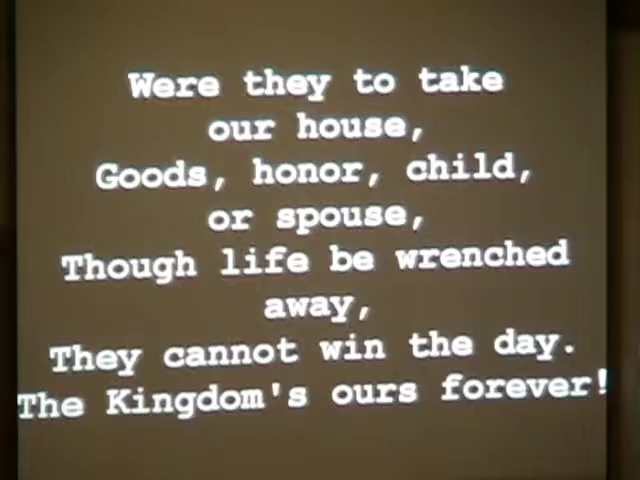 Were they to take
our house,
Goods, honor, child,
or spouse,
Though life be wrenched
away,
They cannot win the day.
The Kingdom's ours forever!